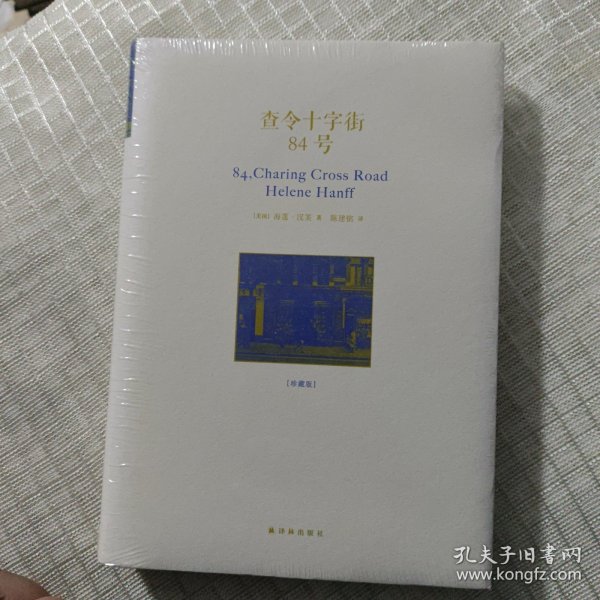 查令十字街
84号
84,Charing Cross Road
Helene Hanff
[美国] 海莲·汉芙 著 陈建铭 译
[珍藏版]
译林出版社
孔夫子旧书网
www.kongfz.com